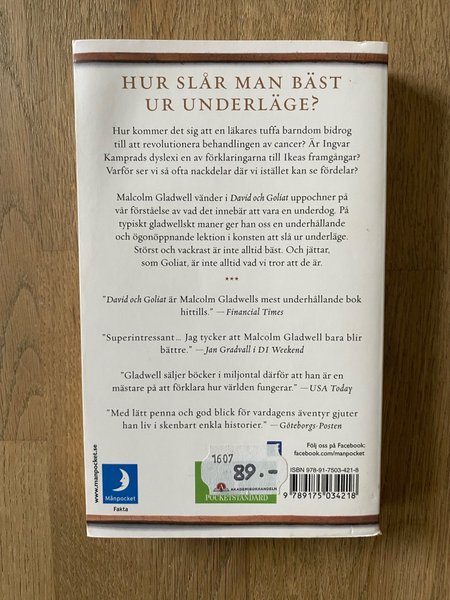 HUR SLÅR MAN BÄST
UR UNDERLÄGE?
Hur kommer det sig att en läkares tuffa barndom bidrog
till att revolutionera behandlingen av cancer? Är Ingvar
Kamprads dyslexi en av förklaringarna till Ikeas framgångar?
Varför ser vi så ofta nackdelar där vi istället kan se fördelar?
Malcolm Gladwell vänder i David och Goliat uppochner på
vår förståelse av vad det innebär att vara en underdog. På
typiskt gladwellskt maner ger han oss en underhållande
och ögonöppnande lektion i konsten att slå ur underläge.
Störst och vackrast är inte alltid bäst. Och jättar,
som Goliat, är inte alltid vad vi tror att de är.
***
"David och Goliat är Malcolm Gladwells mest underhållande bok
hittills." — Financial Times
"Superintressant ... Jag tycker att Malcolm Gladwell bara blir
bättre." — Jan Gradvall i DI Weekend
"Gladwell säljer böcker i miljontal därför att han är en
mästare på att förklara hur världen fungerar." — USA Today
"Med lätt penna och god blick för vardagens äventyr gjuter
han liv i skenbart enkla historier." — Göteborgs-Posten
www.manpocket.se
Månpocket
Fakta
1607
89.-
AKADEMIBOKHANDELN
POCKETSTANDARD
Följ oss på Facebook:
facebook.com/manpocket
ISBN 978-91-7503-421-8
9 789175 034218